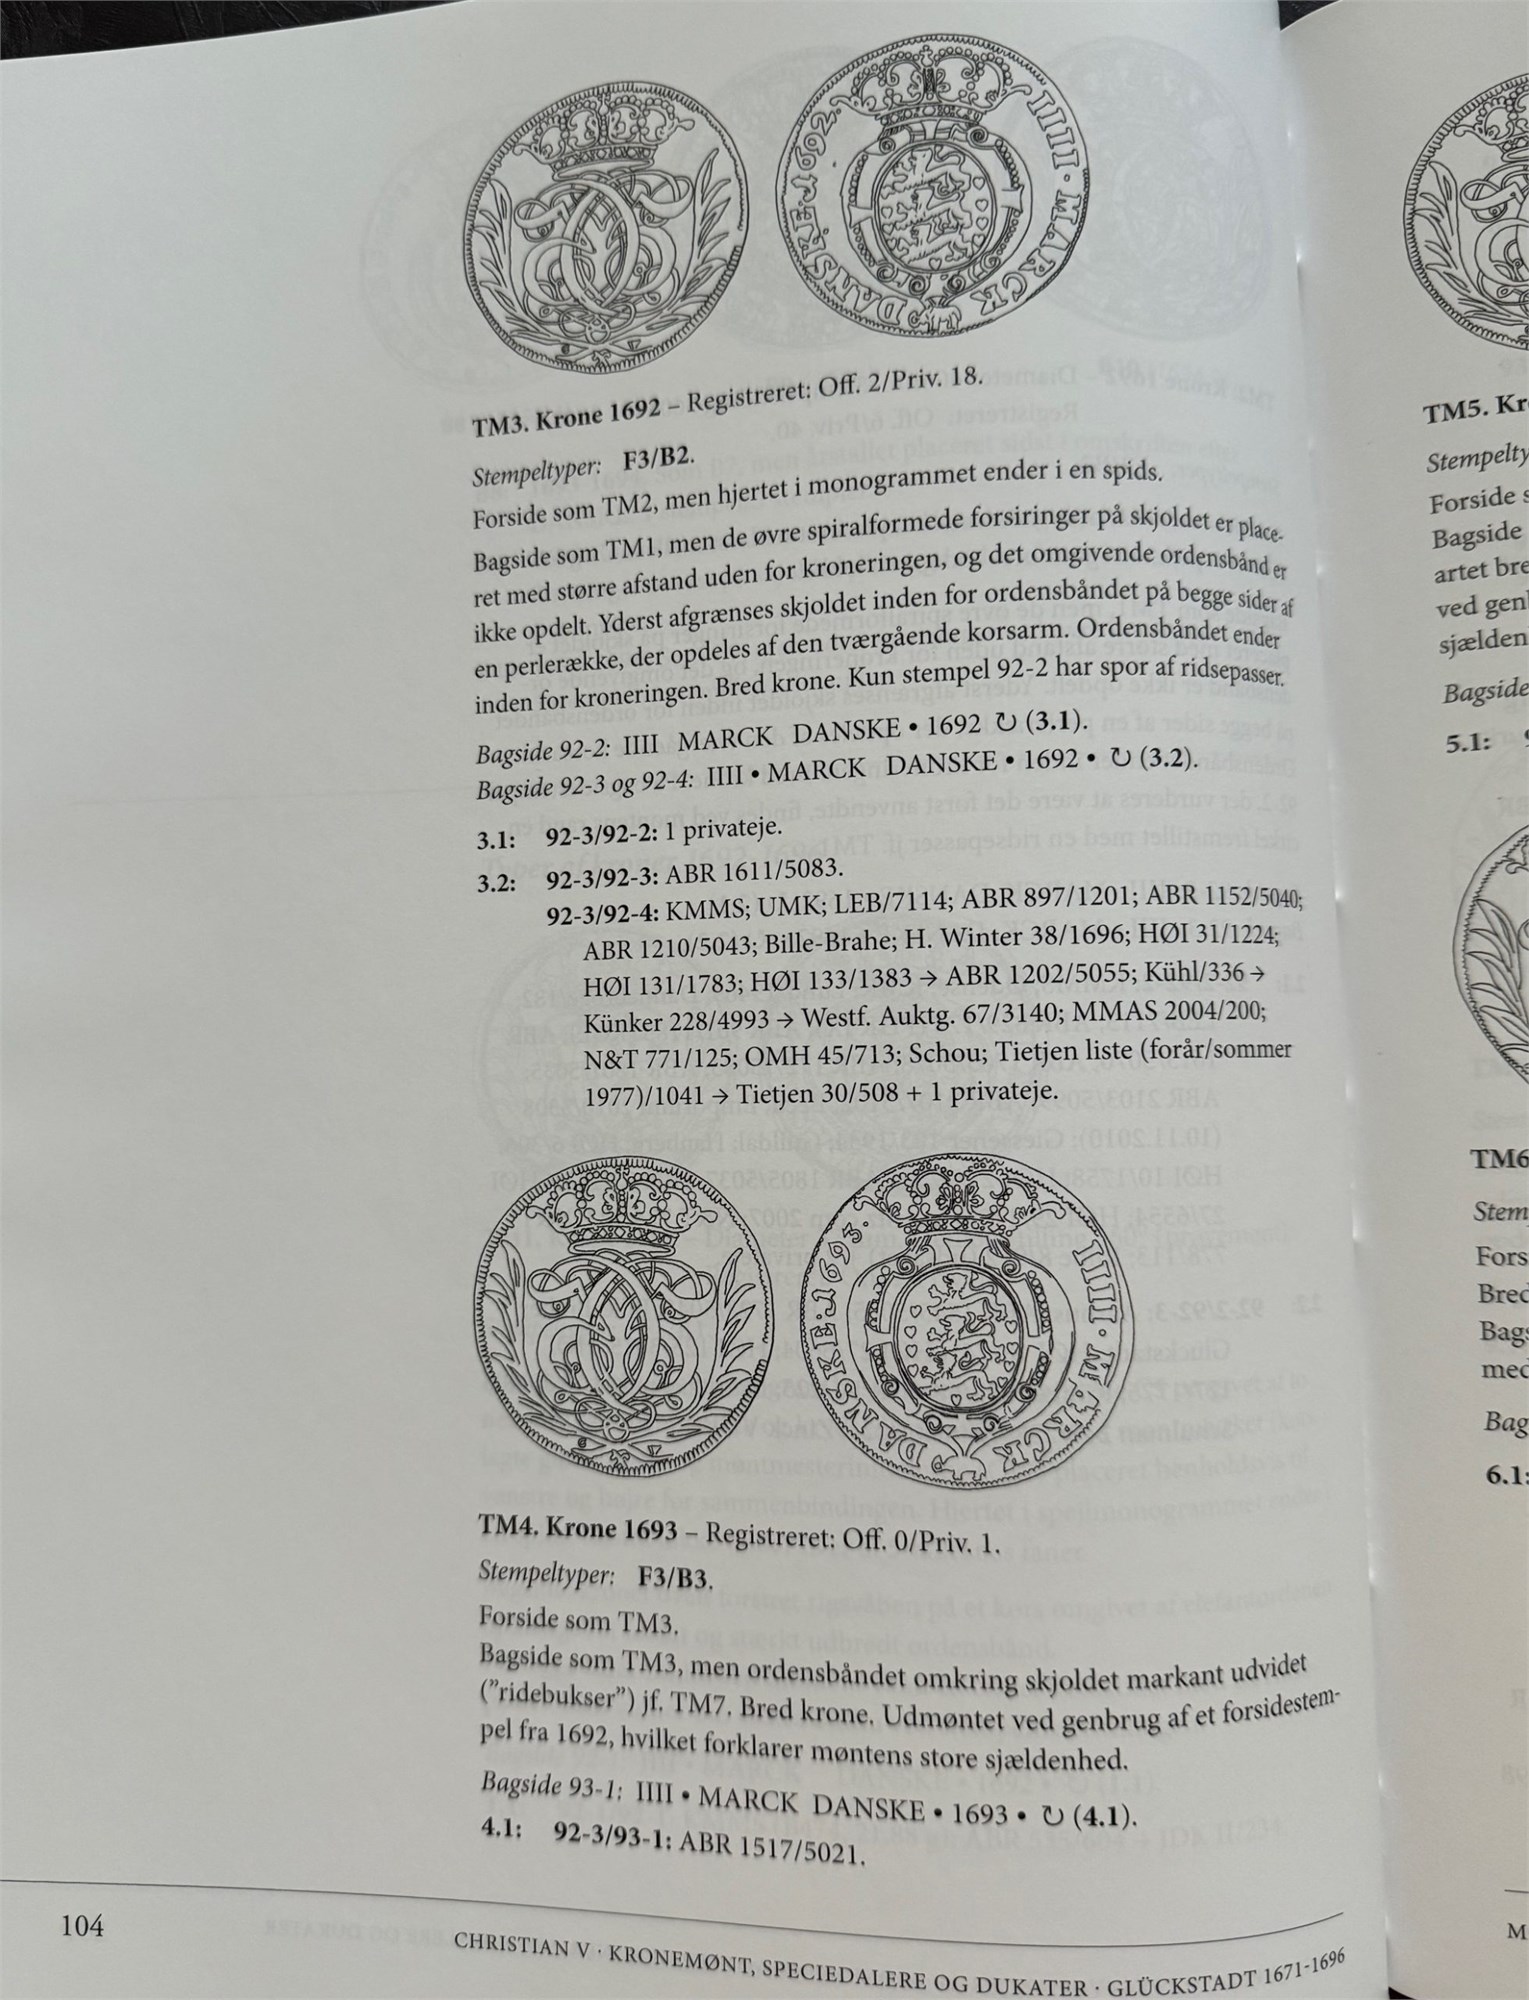 1692.
IIII · MARCK
DANSKE
TM3. Krone 1692 – Registreret: Off. 2/Priv. 18.
Stempeltyper: F3/B2.
Forside som TM2, men hjertet i monogrammet ender i en spids.
Bagside som TM1, men de øvre spiralformede forsiringer på skjoldet er place-
ret med større afstand uden for kroneringen, og det omgivende ordensbånd er
ikke opdelt. Yderst afgrænses skjoldet inden for ordensbåndet på begge sider af
en perlerække, der opdeles af den tværgående korsarm. Ordensbåndet ender
inden for kroneringen. Bred krone. Kun stempel 92-2 har spor af ridsepasser.
Bagside 92-2: IIII MARCK DANSKE • 1692 ↻ (3.1).
Bagside 92-3 og 92-4: IIII • MARCK DANSKE • 1692 • ↻ (3.2).
3.1: 92-3/92-2: 1 privateje.
3.2: 92-3/92-3: ABR 1611/5083.
92-3/92-4: KMMS; UMK; LEB/7114; ABR 897/1201; ABR 1152/5040;
ABR 1210/5043; Bille-Brahe; H. Winter 38/1696; HØI 31/1224;
HØI 131/1783; HØI 133/1383 → ABR 1202/5055; Kühl/336 →
Künker 228/4993 → Westf. Auktg. 67/3140; MMAS 2004/200;
N&T 771/125; OMH 45/713; Schou; Tietjen liste (forår/sommer
1977)/1041 → Tietjen 30/508 + 1 privateje.
1693.
IIII · MARCK
DANSKE
TM4. Krone 1693 – Registreret: Off. 0/Priv. 1.
Stempeltyper: F3/B3.
Forside som TM3.
Bagside som TM3, men ordensbåndet omkring skjoldet markant udvidet
(”ridebukser”) jf. TM7. Bred krone. Udmøntet ved genbrug af et forsidestem-
pel fra 1692, hvilket forklarer møntens store sjældenhed.
Bagside 93-1: IIII • MARCK DANSKE • 1693 • ↻ (4.1).
4.1: 92-3/93-1: ABR 1517/5021.
104
CHRISTIAN V · KRONEMØNT, SPECIEDALERE OG DUKATER · GLÜCKSTADT 1671-1696
TM5. Kr
Stempelty
Forside s
Bagside
artet bre
ved gen
sjælden
Bagside
5.1:
TM6
Stem
Fors
Bred
Bags
med
Bag
6.1:
M